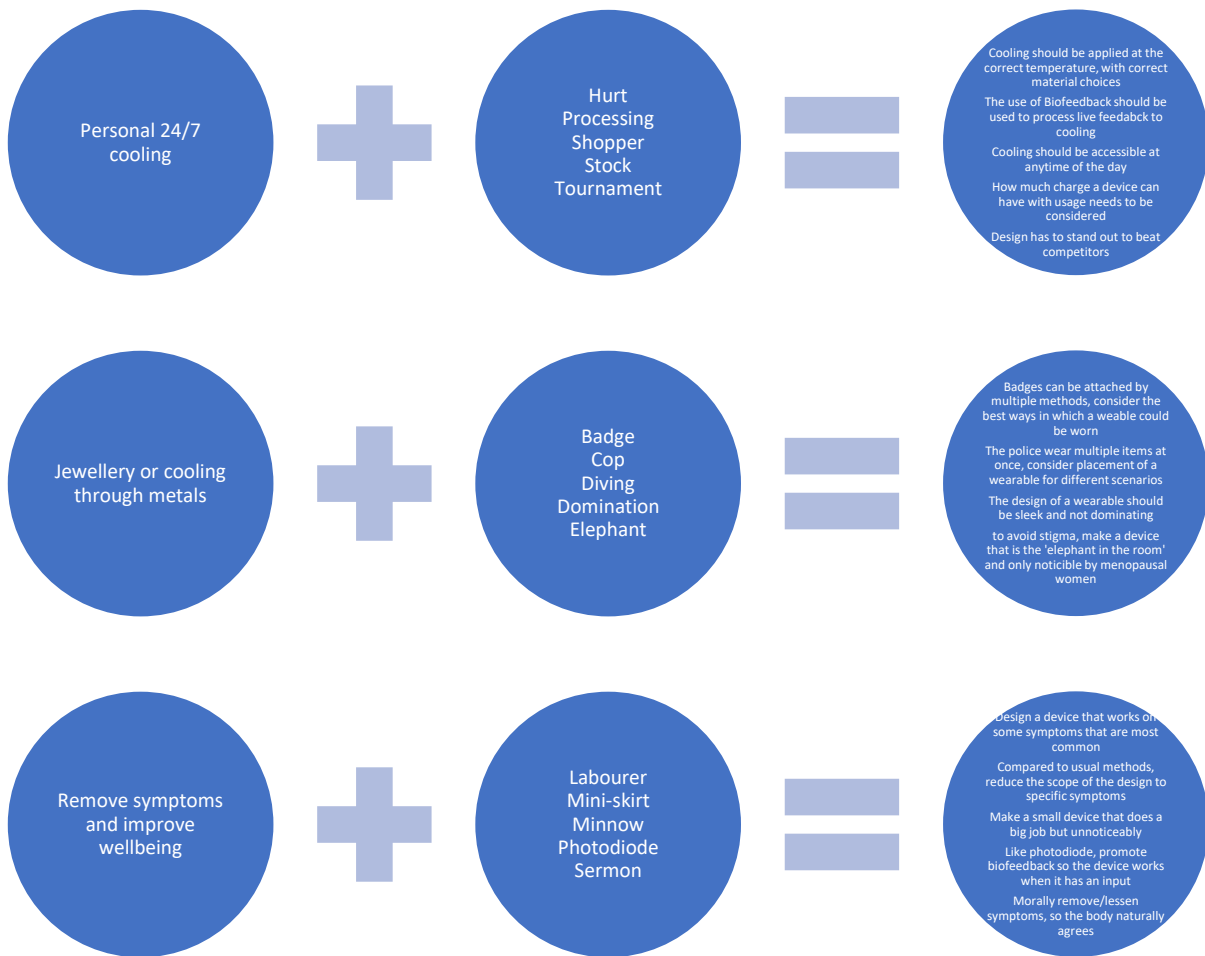 Personal 24/7
cooling
Hurt
Processing
Shopper
Stock
Tournament
Cooling should be applied at the
correct temperature, with correct
material choices
The use of Biofeedback should be
used to process live feedabck to
cooling
Cooling should be accessible at
anytime of the day
How much charge a device can
have with usage needs to be
considered
Design has to stand out to beat
competitors
Jewellery or cooling
through metals
Badge
Cop
Diving
Domination
Elephant
Badges can be attached by
multiple methods, consider the
best ways in which a weable could
be worn
The police wear multiple items at
once, consider placement of a
wearable for different scenarios
The design of a wearable should
be sleek and not dominating
to avoid stigma, make a device
that is the 'elephant in the room'
and only noticible by menopausal
women
Remove symptoms
and improve
wellbeing
Labourer
Mini-skirt
Minnow
Photodiode
Sermon
Design a device that works on
some symptoms that are most
common
Compared to usual methods,
reduce the scope of the design to
specific symptoms
Make a small device that does a
big job but unnoticeably
Like photodiode, promote
biofeedback so the device works
when it has an input
Morally remove/lessen
symptoms, so the body naturally
agrees